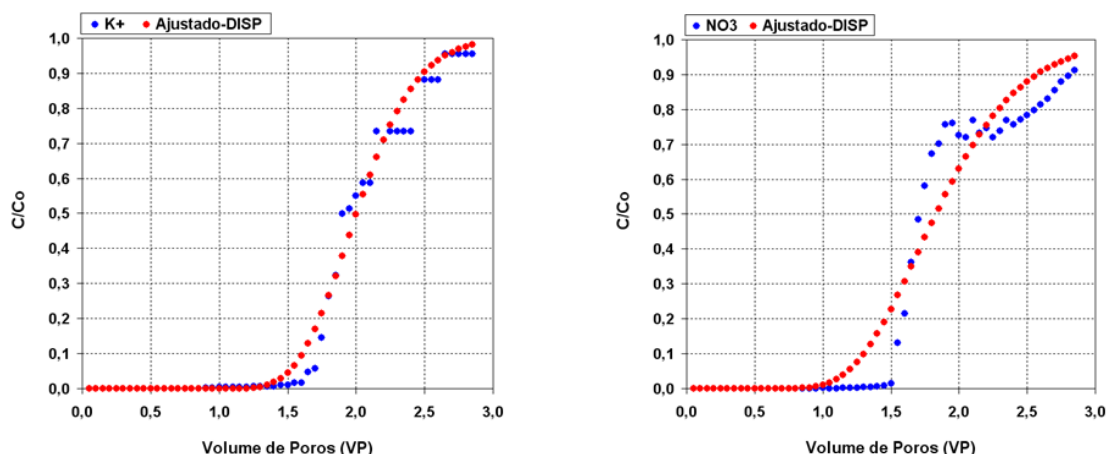 K+ Ajustado-DISP
1,0
0,9
0,8
0,7
0,6
0,5
0,4
0,3
0,2
0,1
0,0
C/Co
0,0 0,5 1,0 1,5 2,0 2,5 3,0
Volume de Poros (VP)
NO3 Ajustado-DISP
1,0
0,9
0,8
0,7
0,6
0,5
0,4
0,3
0,2
0,1
0,0
C/Co
0,0 0,5 1,0 1,5 2,0 2,5 3,0
Volume de Poros (VP)